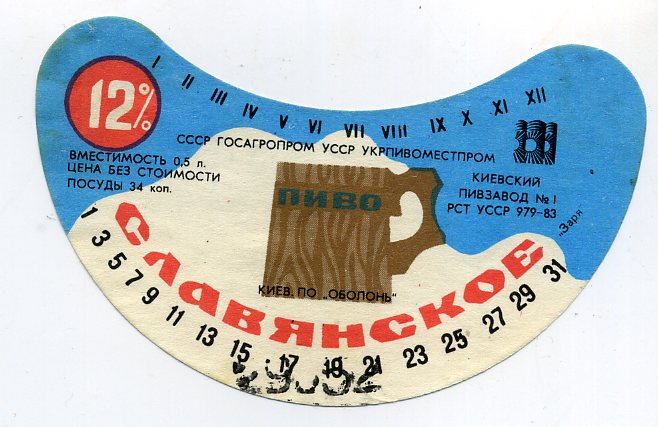 12%
I II III IV V VI VII VIII IX X XI XII
СССР ГОСАГРОПРОМ УССР УКРПИВОМЕСТПРОМ
ВМЕСТИМОСТЬ 0,5 л.
ЦЕНА БЕЗ СТОИМОСТИ
ПОСУДЫ 34 коп.
КИЕВСКИЙ
ПИВЗАВОД №1
РСТ УССР 979-83
„Заря"
ПИВО
КИЕВ. ПО „ОБОЛОНЬ"
СЛАВЯНСКОЕ
1 3 5 7 9 11 13 15 17 19 21 23 25 27 29 31